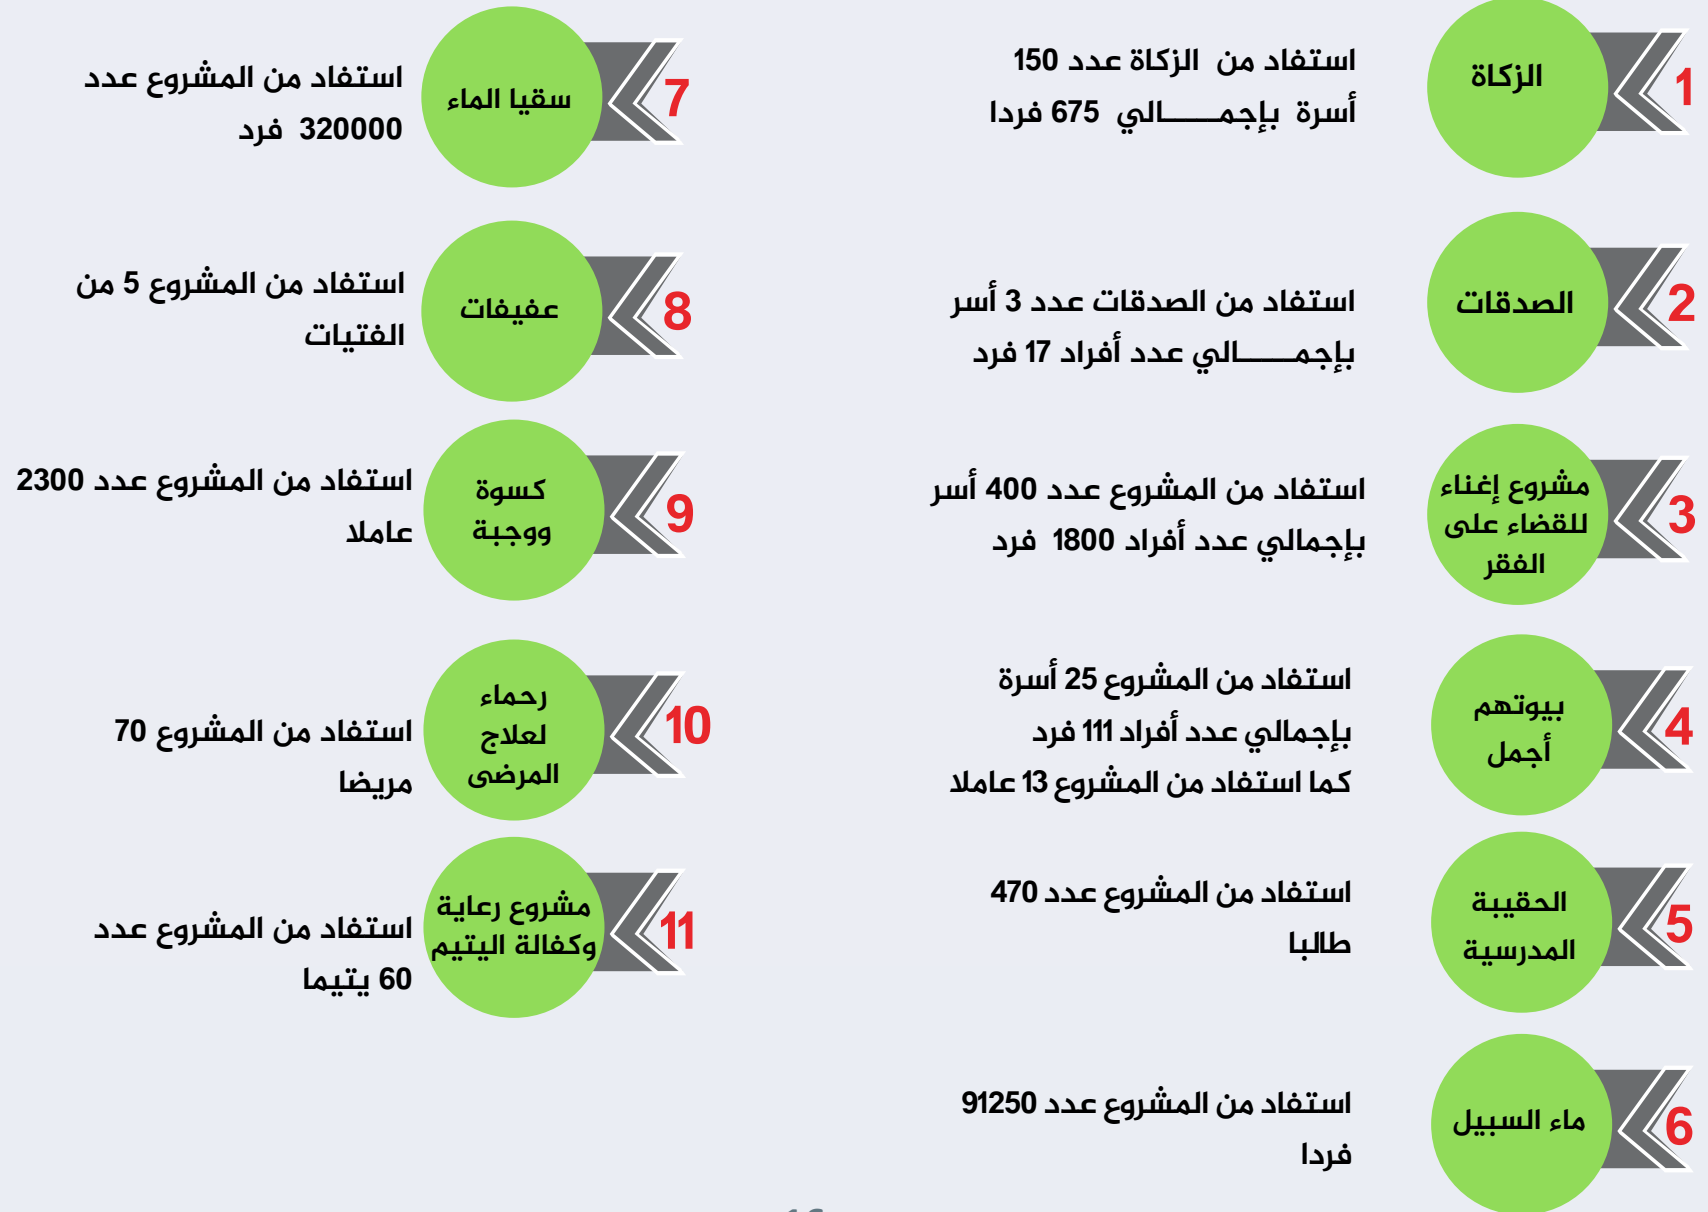 1
الزكاة
استفاد من الزكاة عدد 150
أسرة بإجمـــــالي 675 فردا
2
الصدقات
استفاد من الصدقات عدد 3 أسر
بإجمـــــالي عدد أفراد 17 فرد
3
مشروع إغناء
للقضاء على
الفقر
استفاد من المشروع عدد 400 أسر
بإجمالي عدد أفراد 1800 فرد
4
بيوتهم
أجمل
استفاد من المشروع 25 أسرة
بإجمالي عدد أفراد 111 فرد
كما استفاد من المشروع 13 عاملا
5
الحقيبة
المدرسية
استفاد من المشروع عدد 470
طالبا
6
ماء السبيل
استفاد من المشروع عدد 91250
فردا
7
سقيا الماء
استفاد من المشروع عدد
320000 فرد
8
عفيفات
استفاد من المشروع 5 من
الفتيات
9
كسوة
ووجبة
استفاد من المشروع عدد 2300
عاملا
10
رحماء
لعلاج
المرضى
استفاد من المشروع 70
مريضا
11
مشروع رعاية
وكفالة اليتيم
استفاد من المشروع عدد
60 يتيما